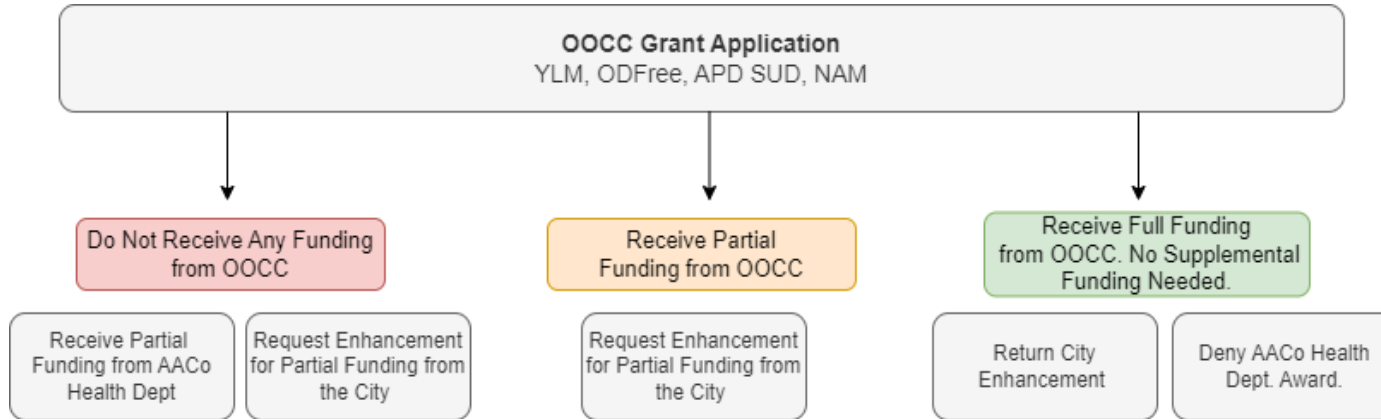 OOCC Grant Application
YLM, ODFree, APD SUD, NAM
Do Not Receive Any Funding
from OOCC
Receive Partial
Funding from OOCC
Receive Full Funding
from OOCC. No Supplemental
Funding Needed.
Receive Partial
Funding from AACo
Health Dept
Request Enhancement
for Partial Funding from
the City
Request Enhancement
for Partial Funding from
the City
Return City
Enhancement
Deny AACo Health
Dept. Award.